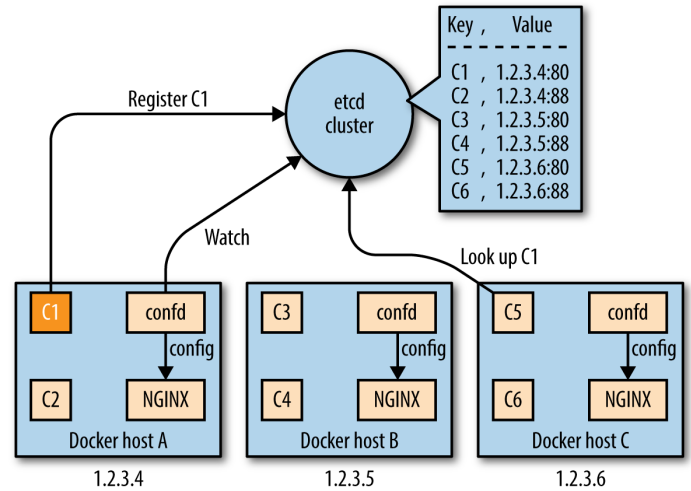 Key , Value
C1 , 1.2.3.4:80
C2 , 1.2.3.4:88
C3 , 1.2.3.5:80
C4 , 1.2.3.5:88
C5 , 1.2.3.6:80
C6 , 1.2.3.6:88
etcd
cluster
Register C1
Watch
Look up C1
C1
confd
config
C2
NGINX
Docker host A
1.2.3.4
C3
confd
config
C4
NGINX
Docker host B
1.2.3.5
C5
confd
config
C6
NGINX
Docker host C
1.2.3.6